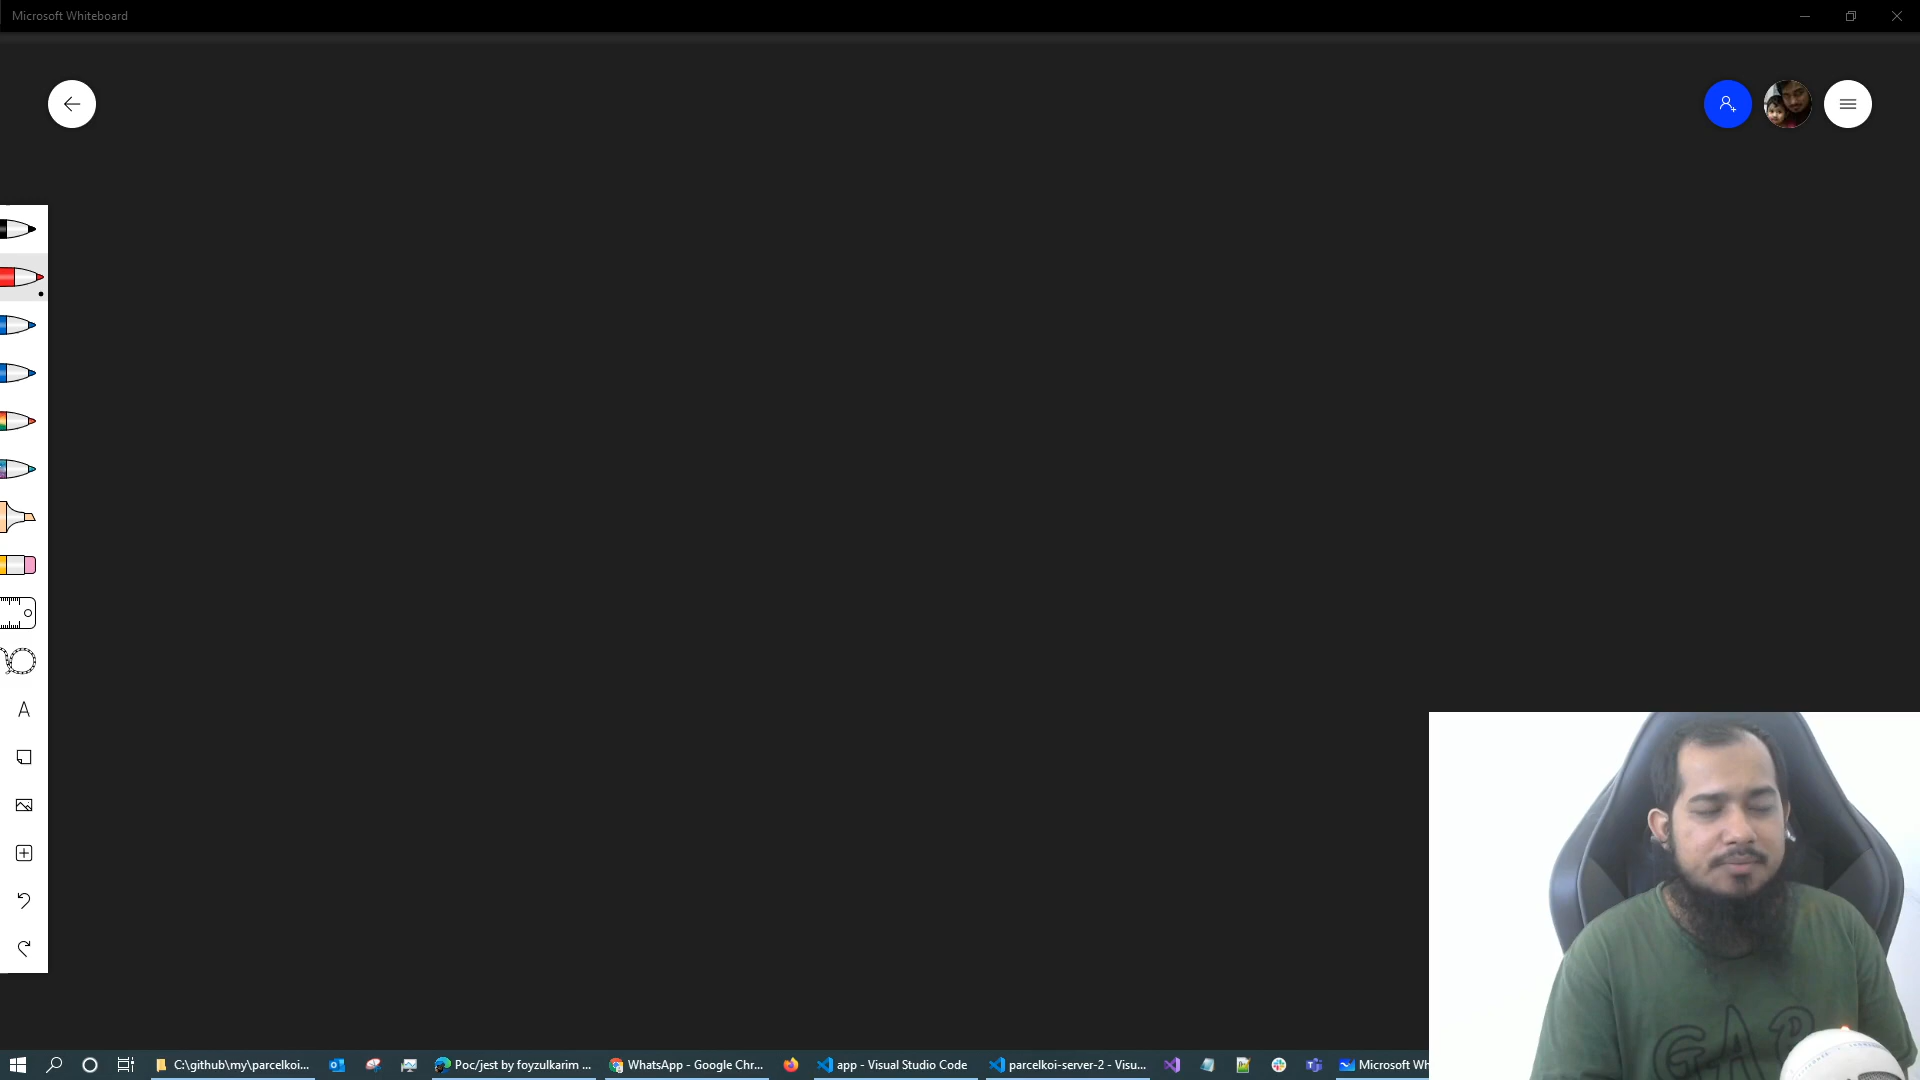 Microsoft Whiteboard
A
C:\github\my\parcelkoi...
Poc/jest by foyzulkarim ...
WhatsApp - Google Chr...
app - Visual Studio Code
parcelkoi-server-2 - Visu...
Microsoft Wh
GAP